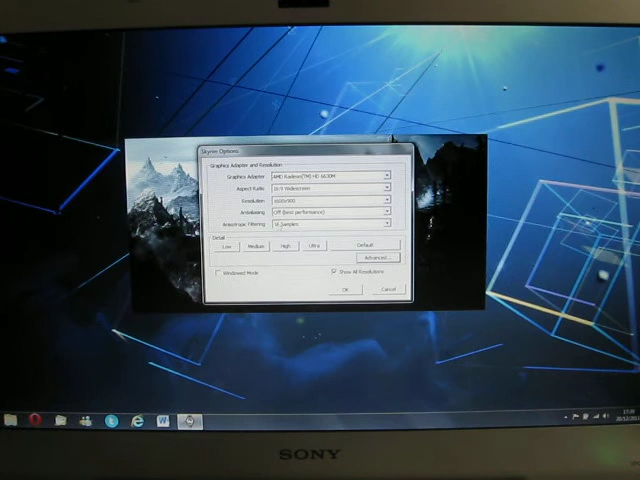 Skyrim Options
Graphics Adapter and Resolution
Graphics Adapter AMD Radeon(TM) HD 6630M
Aspect Ratio 16:9 Widescreen
Resolution 1600x900
Antialiasing Off (best performance)
Anisotropic Filtering 16 Samples
Detail
Low Medium High Ultra Default
Advanced...
Windowed Mode Show All Resolutions
OK Cancel
17:20
SONY